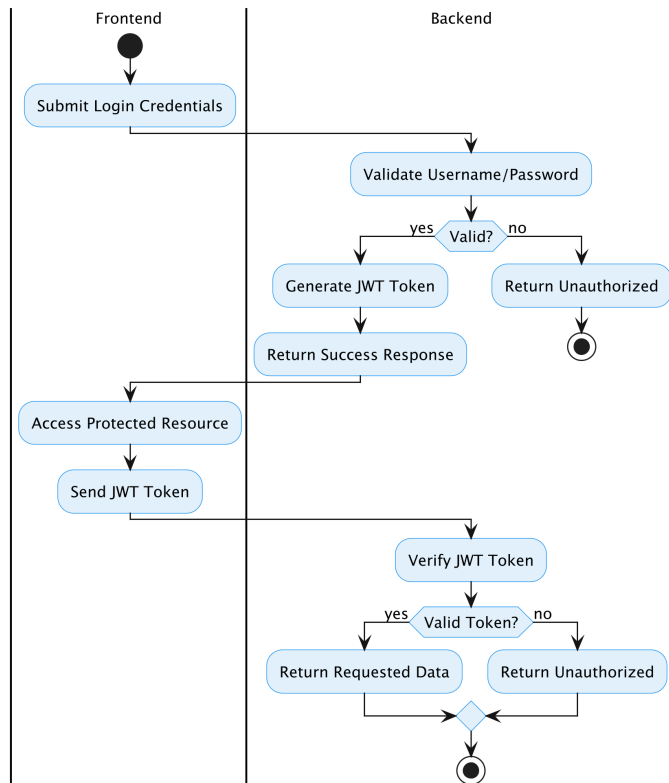 Frontend
Backend
Submit Login Credentials
Validate Username/Password
yes
Valid?
no
Generate JWT Token
Return Unauthorized
Return Success Response
Access Protected Resource
Send JWT Token
Verify JWT Token
yes
Valid Token?
no
Return Requested Data
Return Unauthorized